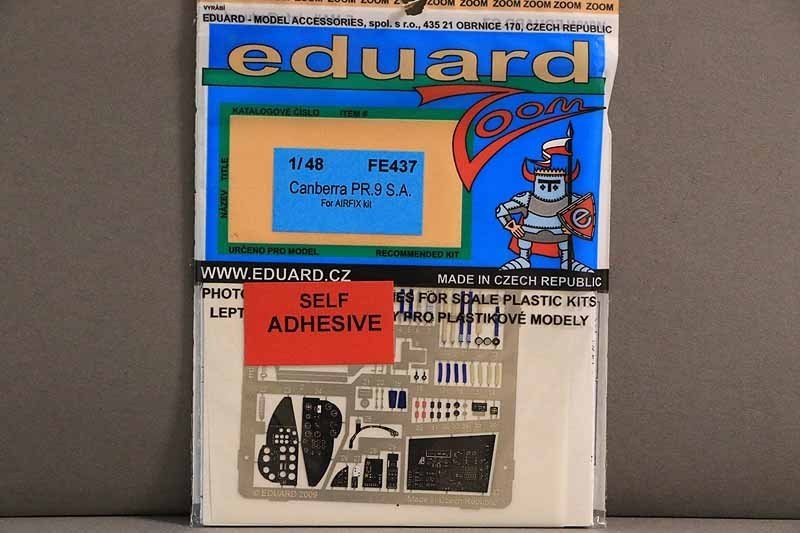 ZOOM ZOOM ZOOM ZOOM ZOOM ZOOM
VYRÁBÍ
EDUARD - MODEL ACCESSORIES, spol. s r.o., 435 21 OBRNICE 170, CZECH REPUBLIC
eduard
Zoom
KATALOGOVÉ ČÍSLO ITEM #
NÁZEV TITLE
1/48 FE437
Canberra PR.9 S.A.
For AIRFIX kit
e
URČENO PRO MODEL RECOMMENDED KIT
WWW.EDUARD.CZ MADE IN CZECH REPUBLIC
PHOTO FOR SCALE PLASTIC KITS
LEPT PRO PLASTIKOVÉ MODELY
SELF
ADHESIVE
© EDUARD 2009
Made in Czech Republic